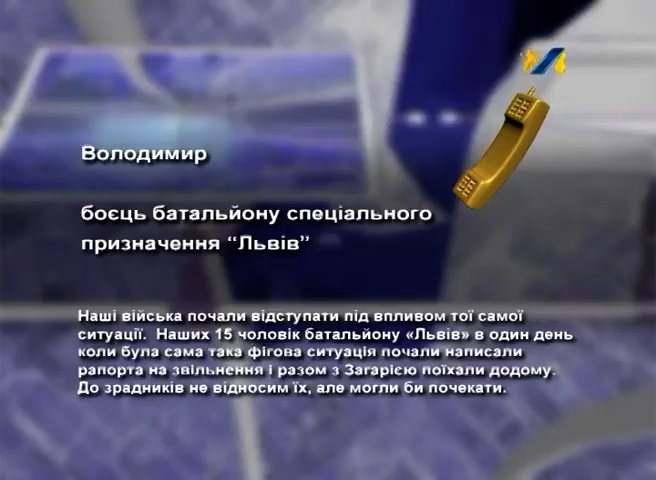 Володимир
боєць батальйону спеціального
призначення “Львів”
Наші війська почали відступати під впливом тої самої
ситуації. Наших 15 чоловік батальйону «Львів» в один день
коли була сама така фігова ситуація почали написали
рапорта на звільнення і разом з Загарією поїхали додому.
До зрадників не відносим їх, але могли би почекати.